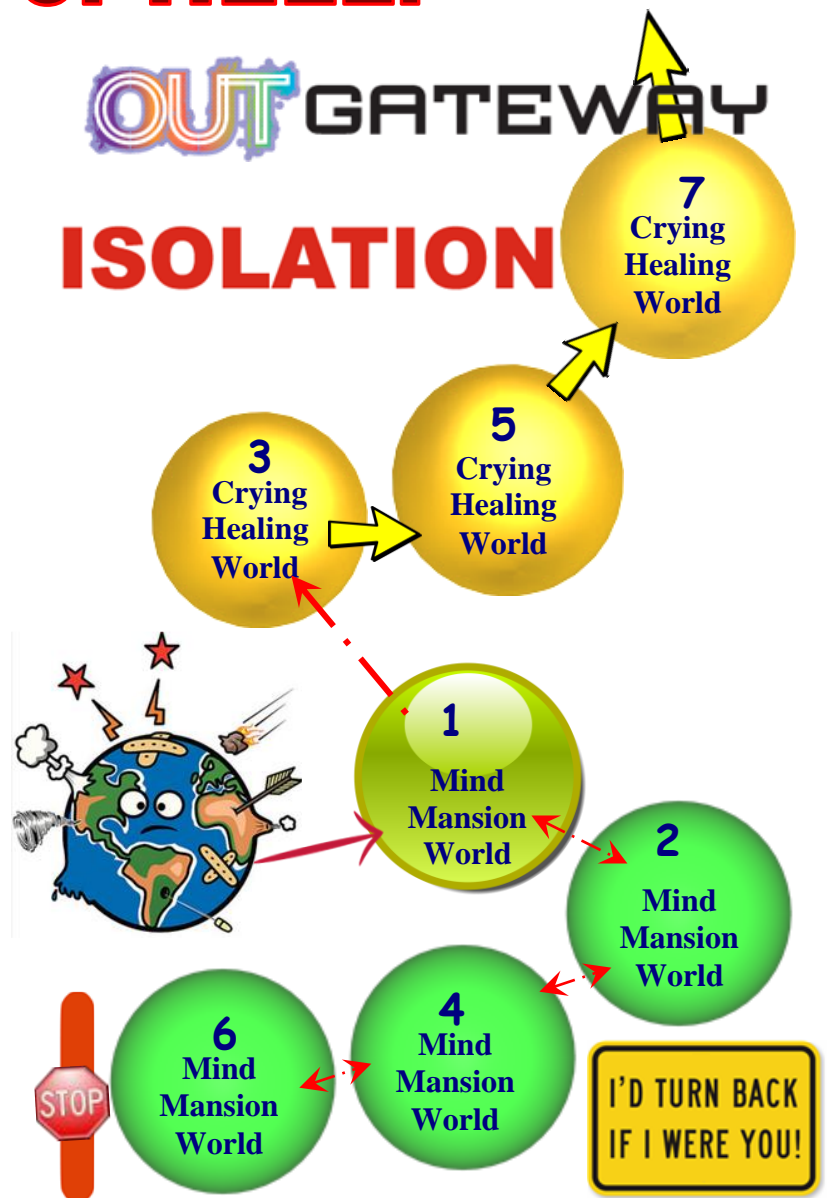 OUT GATEWAY
ISOLATION
7
Crying
Healing
World
5
Crying
Healing
World
3
Crying
Healing
World
1
Mind
Mansion
World
2
Mind
Mansion
World
4
Mind
Mansion
World
6
Mind
Mansion
World
STOP
I'D TURN BACK
IF I WERE YOU!